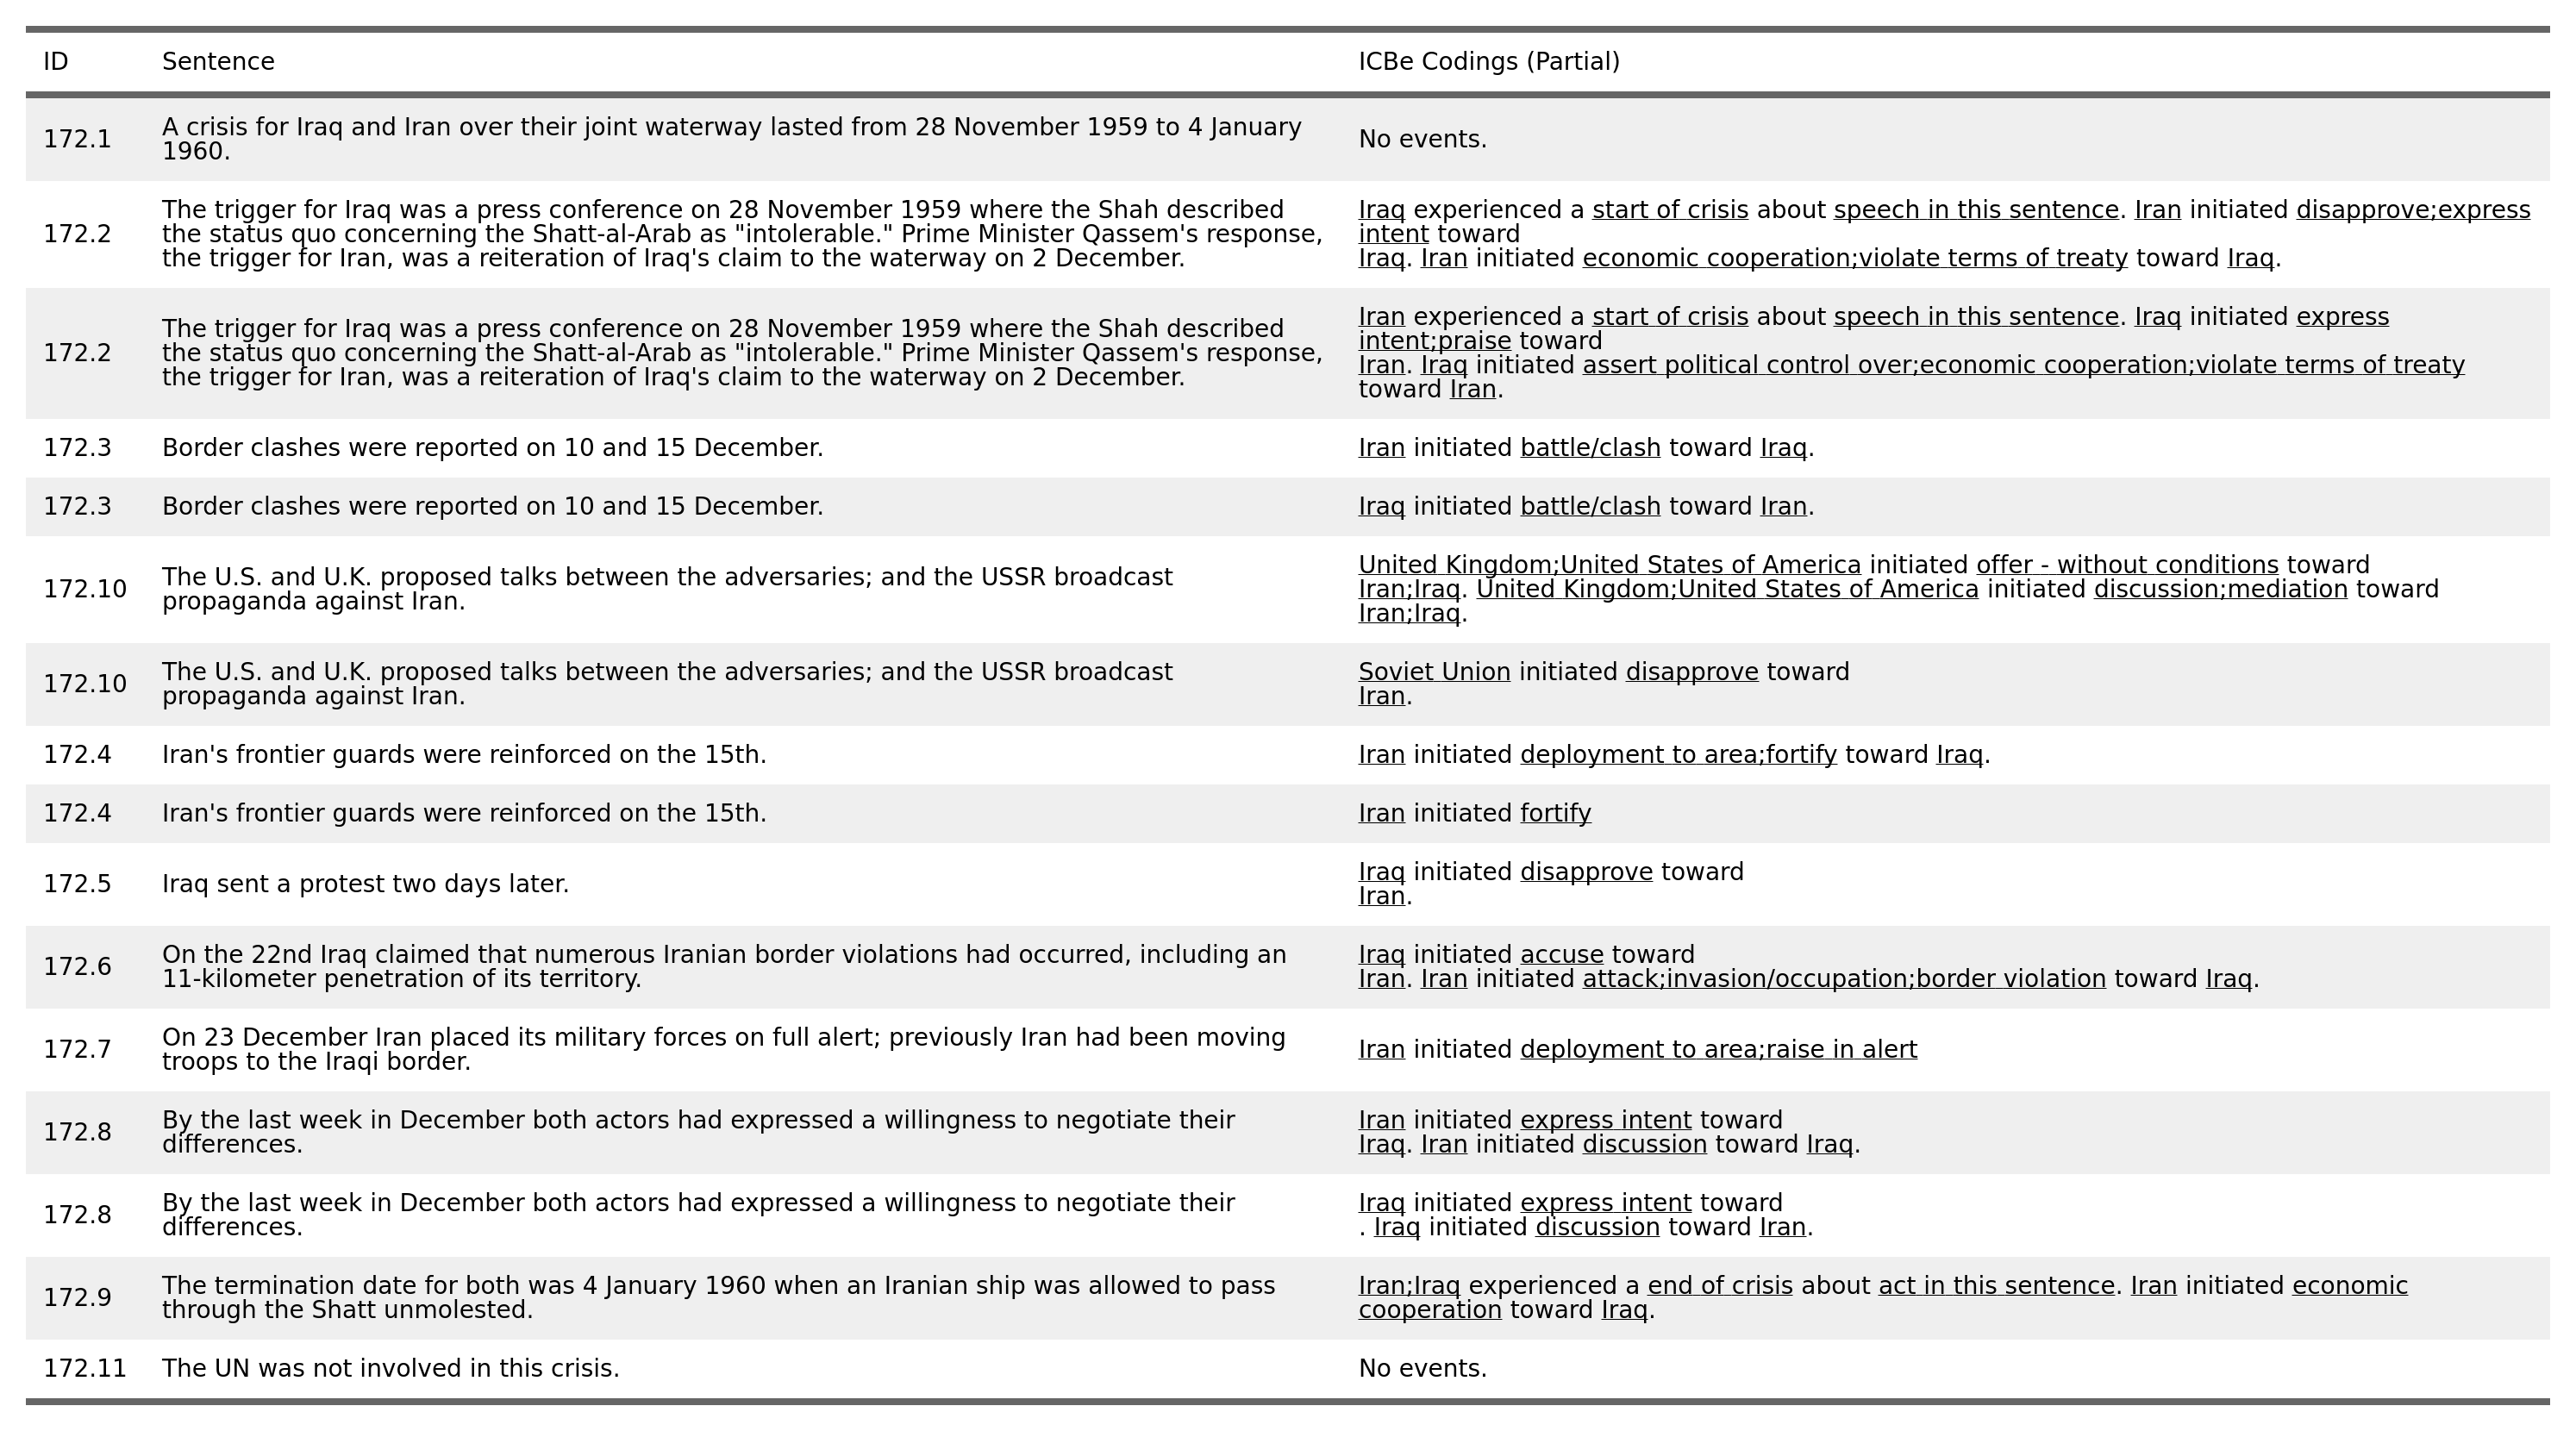 ID Sentence ICBe Codings (Partial)
172.1 A crisis for Iraq and Iran over their joint waterway lasted from 28 November 1959 to 4 January
1960. No events.
172.2 The trigger for Iraq was a press conference on 28 November 1959 where the Shah described
the status quo concerning the Shatt-al-Arab as "intolerable." Prime Minister Qassem's response,
the trigger for Iran, was a reiteration of Iraq's claim to the waterway on 2 December.
Iraq experienced a start of crisis about speech in this sentence. Iran initiated disapprove;express
intent toward
Iraq. Iran initiated economic cooperation;violate terms of treaty toward Iraq.
172.2 The trigger for Iraq was a press conference on 28 November 1959 where the Shah described
the status quo concerning the Shatt-al-Arab as "intolerable." Prime Minister Qassem's response,
the trigger for Iran, was a reiteration of Iraq's claim to the waterway on 2 December.
Iran experienced a start of crisis about speech in this sentence. Iraq initiated express
intent;praise toward
Iran. Iraq initiated assert political control over;economic cooperation;violate terms of treaty
toward Iran.
172.3 Border clashes were reported on 10 and 15 December. Iran initiated battle/clash toward Iraq.
172.3 Border clashes were reported on 10 and 15 December. Iraq initiated battle/clash toward Iran.
172.10 The U.S. and U.K. proposed talks between the adversaries; and the USSR broadcast
propaganda against Iran.
United Kingdom;United States of America initiated offer - without conditions toward
Iran;Iraq. United Kingdom;United States of America initiated discussion;mediation toward
Iran;Iraq.
172.10 The U.S. and U.K. proposed talks between the adversaries; and the USSR broadcast
propaganda against Iran.
Soviet Union initiated disapprove toward
Iran.
172.4 Iran's frontier guards were reinforced on the 15th. Iran initiated deployment to area;fortify toward Iraq.
172.4 Iran's frontier guards were reinforced on the 15th. Iran initiated fortify
172.5 Iraq sent a protest two days later.
Iraq initiated disapprove toward
Iran.
172.6 On the 22nd Iraq claimed that numerous Iranian border violations had occurred, including an
11-kilometer penetration of its territory.
Iraq initiated accuse toward
Iran. Iran initiated attack;invasion/occupation;border violation toward Iraq.
172.7 On 23 December Iran placed its military forces on full alert; previously Iran had been moving
troops to the Iraqi border.
Iran initiated deployment to area;raise in alert
172.8 By the last week in December both actors had expressed a willingness to negotiate their
differences.
Iran initiated express intent toward
Iraq. Iran initiated discussion toward Iraq.
172.8 By the last week in December both actors had expressed a willingness to negotiate their
differences.
Iraq initiated express intent toward
. Iraq initiated discussion toward Iran.
172.9 The termination date for both was 4 January 1960 when an Iranian ship was allowed to pass
through the Shatt unmolested.
Iran;Iraq experienced a end of crisis about act in this sentence. Iran initiated economic
cooperation toward Iraq.
172.11 The UN was not involved in this crisis. No events.